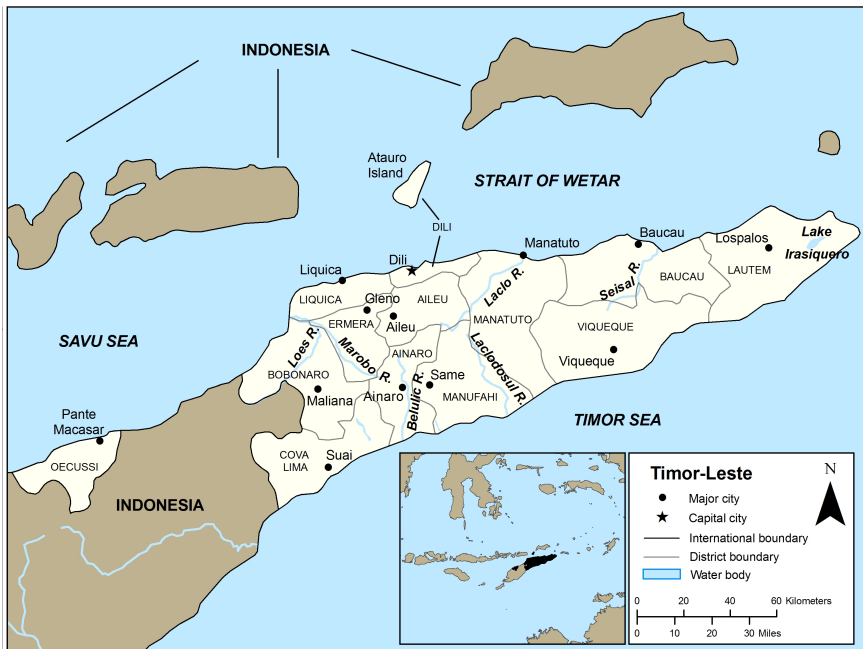 INDONESIA
Atauro
Island
STRAIT OF WETAR
DILI
Lake
Irasiquero
Lospalos
LAUTEM
Baucau
Manatuto
Dili
Liquica
LIQUICA
Gleno
AILEU
Laclo R.
Seisal R.
BAUCAU
ERMERA
Aileu
MANATUTO
VIQUEQUE
Viqueque
SAVU SEA
Loes R.
Marobo R.
AINARO
Laclodosul R.
BOBONARO
Maliana
Ainaro
Belulic R.
Same
MANUFAHI
TIMOR SEA
Pante
Macasar
OECUSSI
COVA
LIMA
Suai
INDONESIA
Timor-Leste
N
Major city
Capital city
International boundary
District boundary
Water body
0 20 40 60 Kilometers
0 10 20 30 Miles